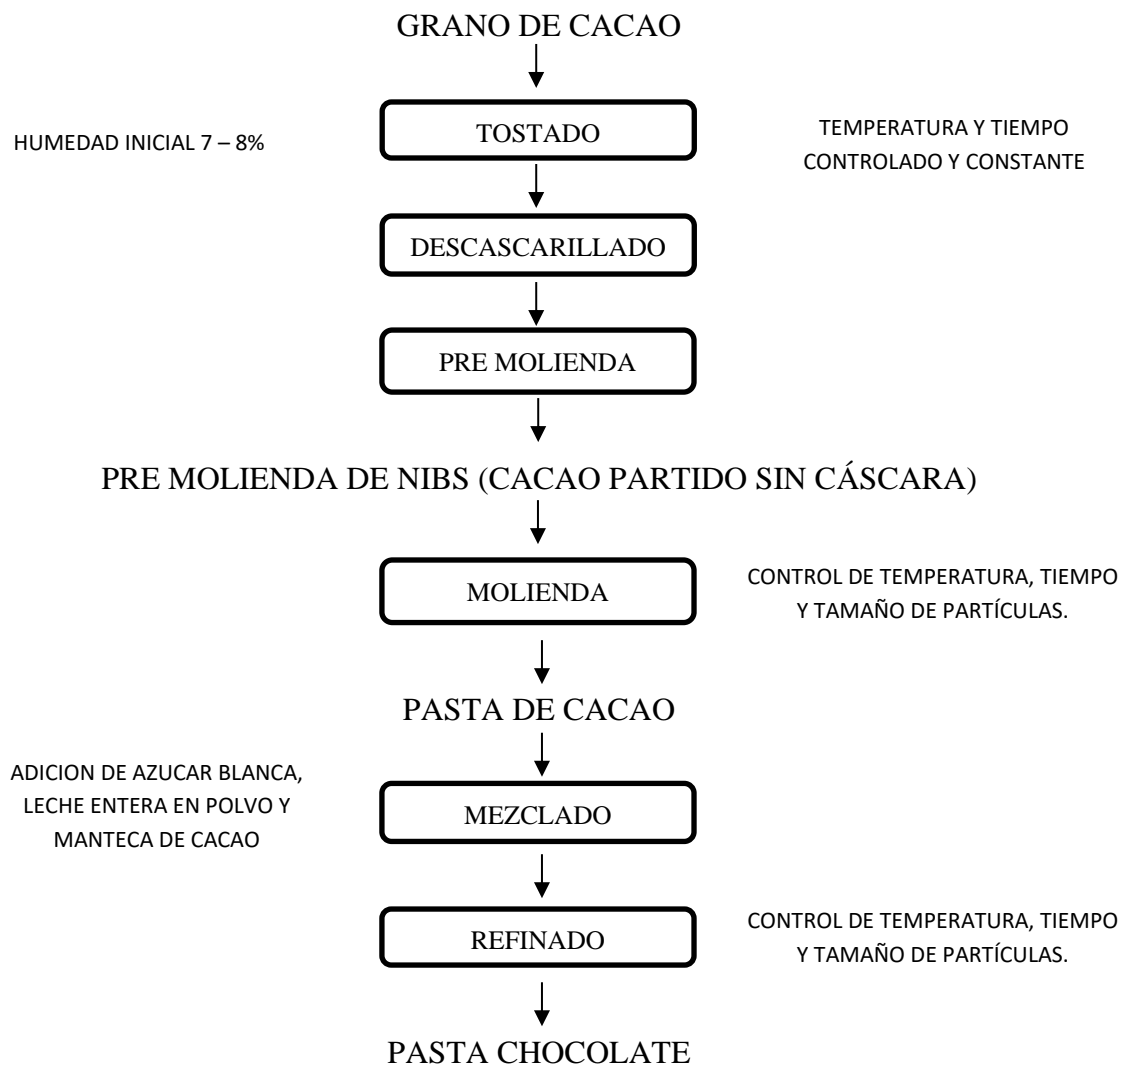 GRANO DE CACAO
TOSTADO
HUMEDAD INICIAL 7 – 8%
TEMPERATURA Y TIEMPO
CONTROLADO Y CONSTANTE
DESCASCARILLADO
PRE MOLIENDA
PRE MOLIENDA DE NIBS (CACAO PARTIDO SIN CÁSCARA)
MOLIENDA
CONTROL DE TEMPERATURA, TIEMPO
Y TAMAÑO DE PARTÍCULAS.
PASTA DE CACAO
ADICION DE AZUCAR BLANCA,
LECHE ENTERA EN POLVO Y
MANTECA DE CACAO
MEZCLADO
REFINADO
CONTROL DE TEMPERATURA, TIEMPO
Y TAMAÑO DE PARTÍCULAS.
PASTA CHOCOLATE